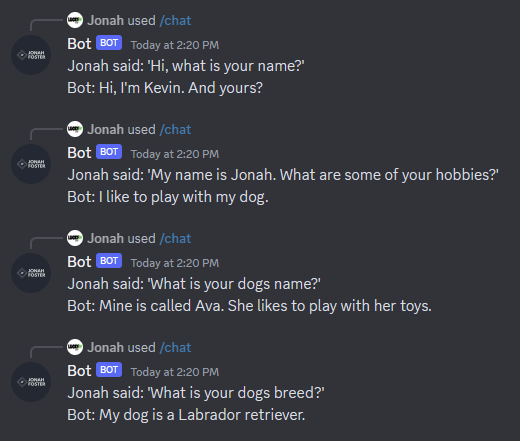 Jonah used /chat
JONAH
FOSTER
Bot BOT Today at 2:20 PM
Jonah said: 'Hi, what is your name?'
Bot: Hi, I'm Kevin. And yours?
Jonah used /chat
JONAH
FOSTER
Bot BOT Today at 2:20 PM
Jonah said: 'My name is Jonah. What are some of your hobbies?'
Bot: I like to play with my dog.
Jonah used /chat
JONAH
FOSTER
Bot BOT Today at 2:20 PM
Jonah said: 'What is your dogs name?'
Bot: Mine is called Ava. She likes to play with her toys.
Jonah used /chat
JONAH
FOSTER
Bot BOT Today at 2:20 PM
Jonah said: 'What is your dogs breed?'
Bot: My dog is a Labrador retriever.